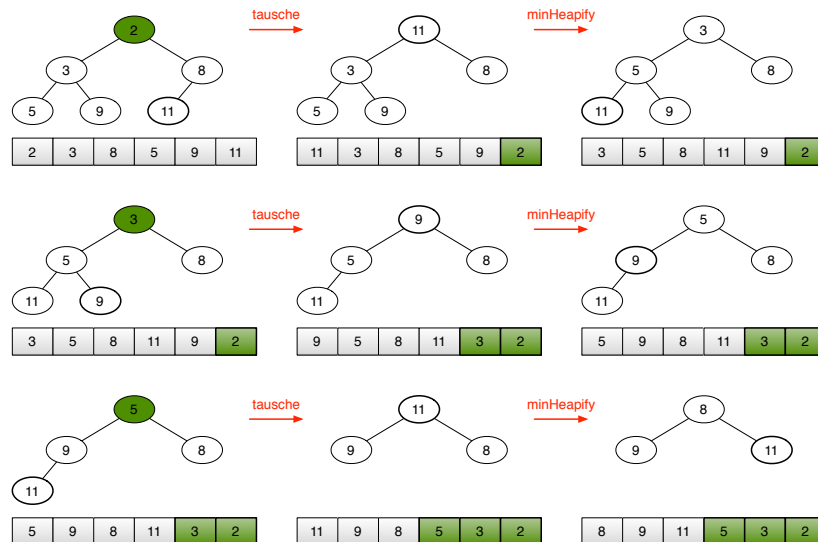 tausche minHeapify
2 11 3
3 8 3 8 5 8
5 9 11 5 9 11 9
2 3 8 5 9 11 11 3 8 5 9 2 3 5 8 11 9 2
tausche minHeapify
3 9 5
5 8 5 8 9 8
11 9 11 11
3 5 8 11 9 2 9 5 8 11 3 2 5 9 8 11 3 2
tausche minHeapify
5 11 8
9 8 9 8 9 11
11
5 9 8 11 3 2 11 9 8 5 3 2 8 9 11 5 3 2